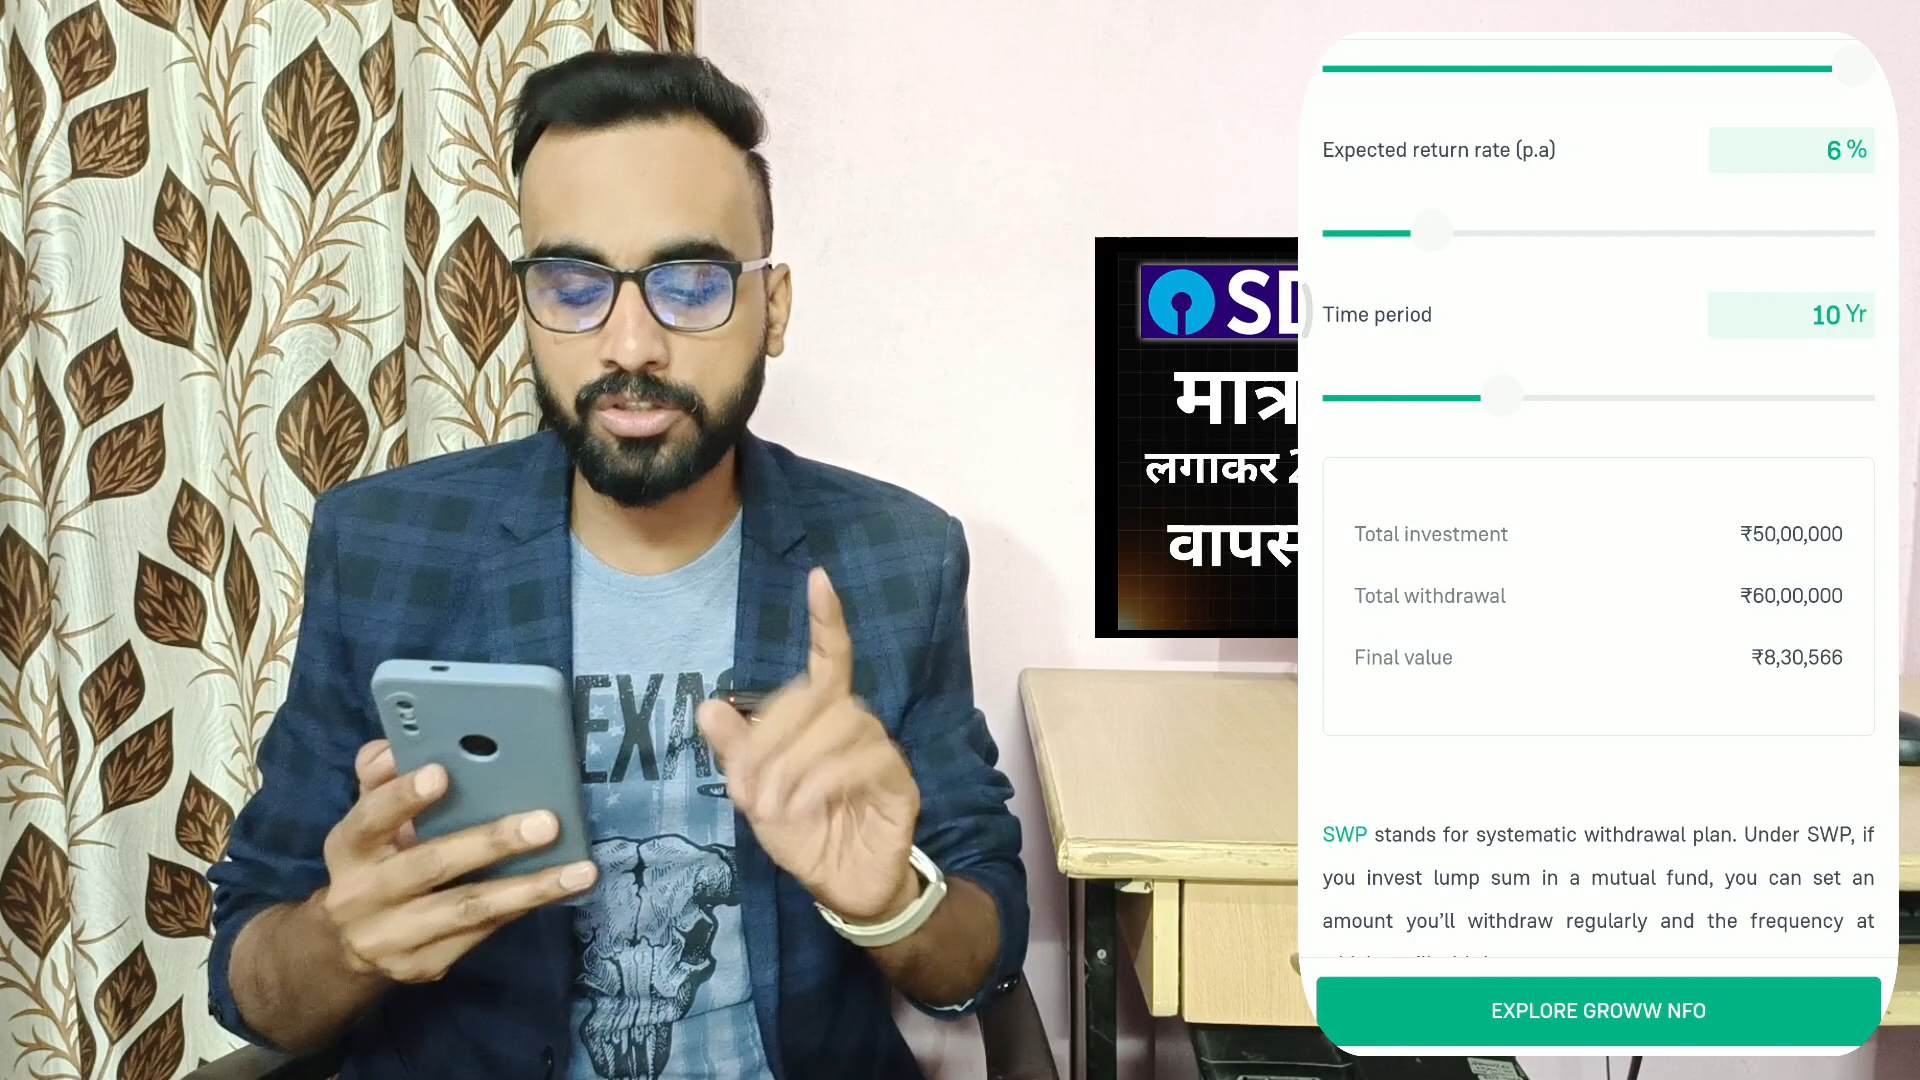 Expected return rate (p.a)
6 %
Time period
10 Yr
Total investment
₹50,00,000
Total withdrawal
₹60,00,000
Final value
₹8,30,566
SWP stands for systematic withdrawal plan. Under SWP, if
you invest lump sum in a mutual fund, you can set an
amount you’ll withdraw regularly and the frequency at
EXPLORE GROWW NFO
मात्र
लगाकर
वापस